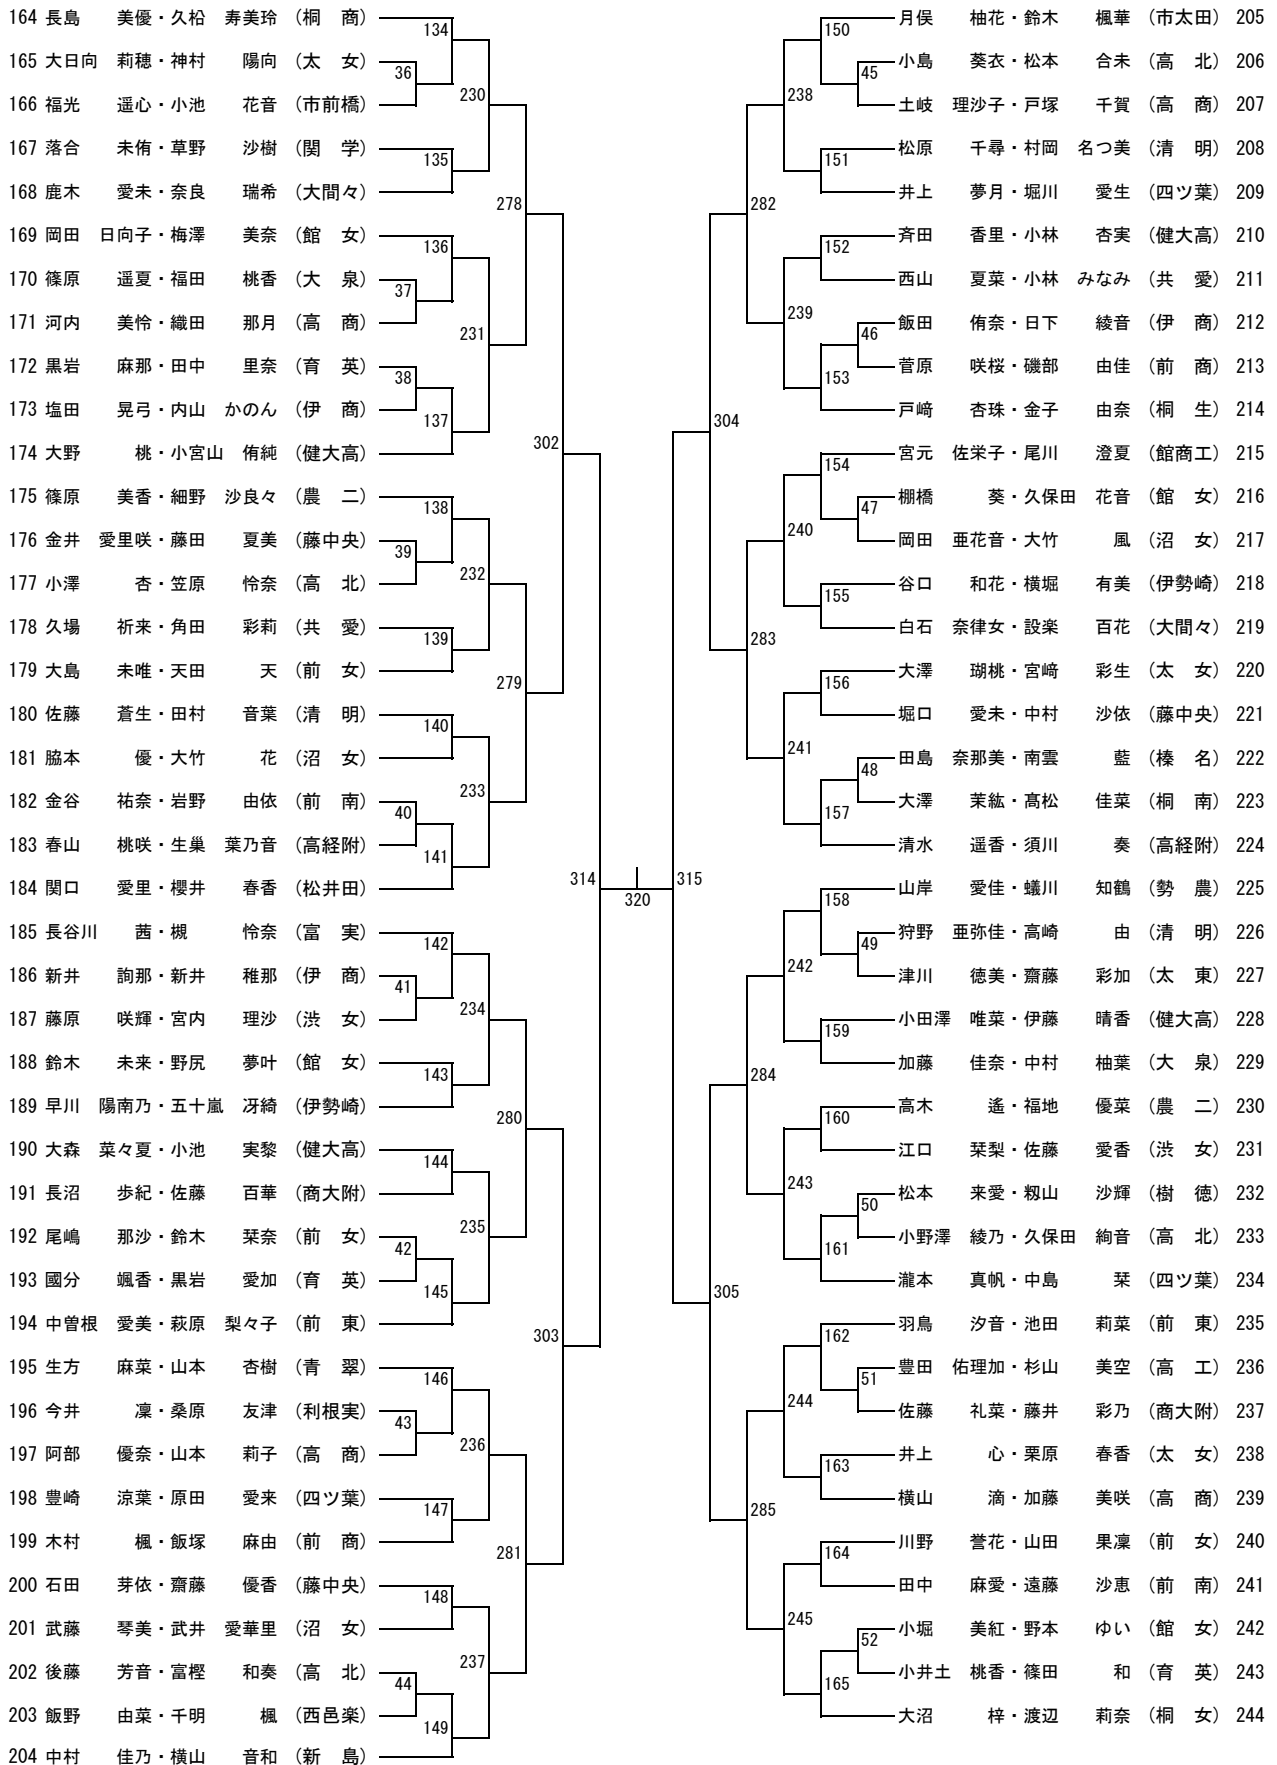 164 長島 美優・久松 寿美玲 (桐 商)
165 大日向 莉穂・神村 陽向 (太 女)
166 福光 遥心・小池 花音 (市前橋)
167 落合 未侑・草野 沙樹 (関 学)
168 鹿木 愛未・奈良 瑞希 (大間々)
169 岡田 日向子・梅澤 美奈 (館 女)
170 篠原 遥夏・福田 桃香 (大 泉)
171 河内 美怜・織田 那月 (高 商)
172 黒岩 麻那・田中 里奈 (育 英)
173 塩田 晃弓・内山 かのん (伊 商)
174 大野 桃・小宮山 侑純 (健大高)
175 篠原 美香・細野 沙良々 (農 二)
176 金井 愛里咲・藤田 夏美 (藤中央)
177 小澤 杏・笠原 怜奈 (高 北)
178 久場 祈来・角田 彩莉 (共 愛)
179 大島 未唯・天田 天 (前 女)
180 佐藤 蒼生・田村 音葉 (清 明)
181 脇本 優・大竹 花 (沼 女)
182 金谷 祐奈・岩野 由依 (前 南)
183 春山 桃咲・生巣 葉乃音 (高経附)
184 関口 愛里・櫻井 春香 (松井田)
185 長谷川 茜・槻 怜奈 (富 実)
186 新井 詢那・新井 稚那 (伊 商)
187 藤原 咲輝・宮内 理沙 (渋 女)
188 鈴木 未来・野尻 夢叶 (館 女)
189 早川 陽南乃・五十嵐 冴綺 (伊勢崎)
190 大森 菜々夏・小池 実黎 (健大高)
191 長沼 歩紀・佐藤 百華 (商大附)
192 尾嶋 那沙・鈴木 栞奈 (前 女)
193 國分 颯香・黒岩 愛加 (育 英)
194 中曽根 愛美・萩原 梨々子 (前 東)
195 生方 麻菜・山本 杏樹 (青 翠)
196 今井 凜・桑原 友津 (利根実)
197 阿部 優奈・山本 莉子 (高 商)
198 豊崎 涼葉・原田 愛来 (四ツ葉)
199 木村 楓・飯塚 麻由 (前 商)
200 石田 芽依・齋藤 優香 (藤中央)
201 武藤 琴美・武井 愛華里 (沼 女)
202 後藤 芳音・富樫 和奏 (高 北)
203 飯野 由菜・千明 楓 (西邑楽)
204 中村 佳乃・横山 音和 (新 島)
134
36
230
135
278
136
37
231
38
137
302
138
39
232
139
279
140
233
40
141
314
142
41
234
143
280
144
235
42
145
303
146
43
236
147
281
148
237
44
149
320
315
150
45
238
151
282
152
239
46
153
304
154
47
240
155
283
156
241
48
157
158
49
242
159
284
160
243
50
161
305
162
51
244
163
285
164
245
52
165
月俣 柚花・鈴木 楓華 (市太田) 205
小島 葵衣・松本 合未 (高 北) 206
土岐 理沙子・戸塚 千賀 (高 商) 207
松原 千尋・村岡 名つ美 (清 明) 208
井上 夢月・堀川 愛生 (四ツ葉) 209
斉田 香里・小林 杏実 (健大高) 210
西山 夏菜・小林 みなみ (共 愛) 211
飯田 侑奈・日下 綾音 (伊 商) 212
菅原 咲桜・磯部 由佳 (前 商) 213
戸﨑 杏珠・金子 由奈 (桐 生) 214
宮元 佐栄子・尾川 澄夏 (館商工) 215
棚橋 葵・久保田 花音 (館 女) 216
岡田 亜花音・大竹 風 (沼 女) 217
谷口 和花・横堀 有美 (伊勢崎) 218
白石 奈律女・設楽 百花 (大間々) 219
大澤 瑚桃・宮﨑 彩生 (太 女) 220
堀口 愛未・中村 沙依 (藤中央) 221
田島 奈那美・南雲 藍 (榛 名) 222
大澤 茉紘・髙松 佳菜 (桐 南) 223
清水 遥香・須川 奏 (高経附) 224
山岸 愛佳・蟻川 知鶴 (勢 農) 225
狩野 亜弥佳・高崎 由 (清 明) 226
津川 徳美・齋藤 彩加 (太 東) 227
小田澤 唯菜・伊藤 晴香 (健大高) 228
加藤 佳奈・中村 柚葉 (大 泉) 229
高木 遙・福地 優菜 (農 二) 230
江口 栞梨・佐藤 愛香 (渋 女) 231
松本 来愛・籾山 沙輝 (樹 徳) 232
小野澤 綾乃・久保田 絢音 (高 北) 233
瀧本 真帆・中島 栞 (四ツ葉) 234
羽鳥 汐音・池田 莉菜 (前 東) 235
豊田 佑理加・杉山 美空 (高 工) 236
佐藤 礼菜・藤井 彩乃 (商大附) 237
井上 心・栗原 春香 (太 女) 238
横山 滴・加藤 美咲 (高 商) 239
川野 誉花・山田 果凜 (前 女) 240
田中 麻愛・遠藤 沙恵 (前 南) 241
小堀 美紅・野本 ゆい (館 女) 242
小井土 桃香・篠田 和 (育 英) 243
大沼 梓・渡辺 莉奈 (桐 女) 244